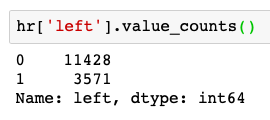 hr['left'].value_counts()
0    11428
1     3571
Name: left, dtype: int64